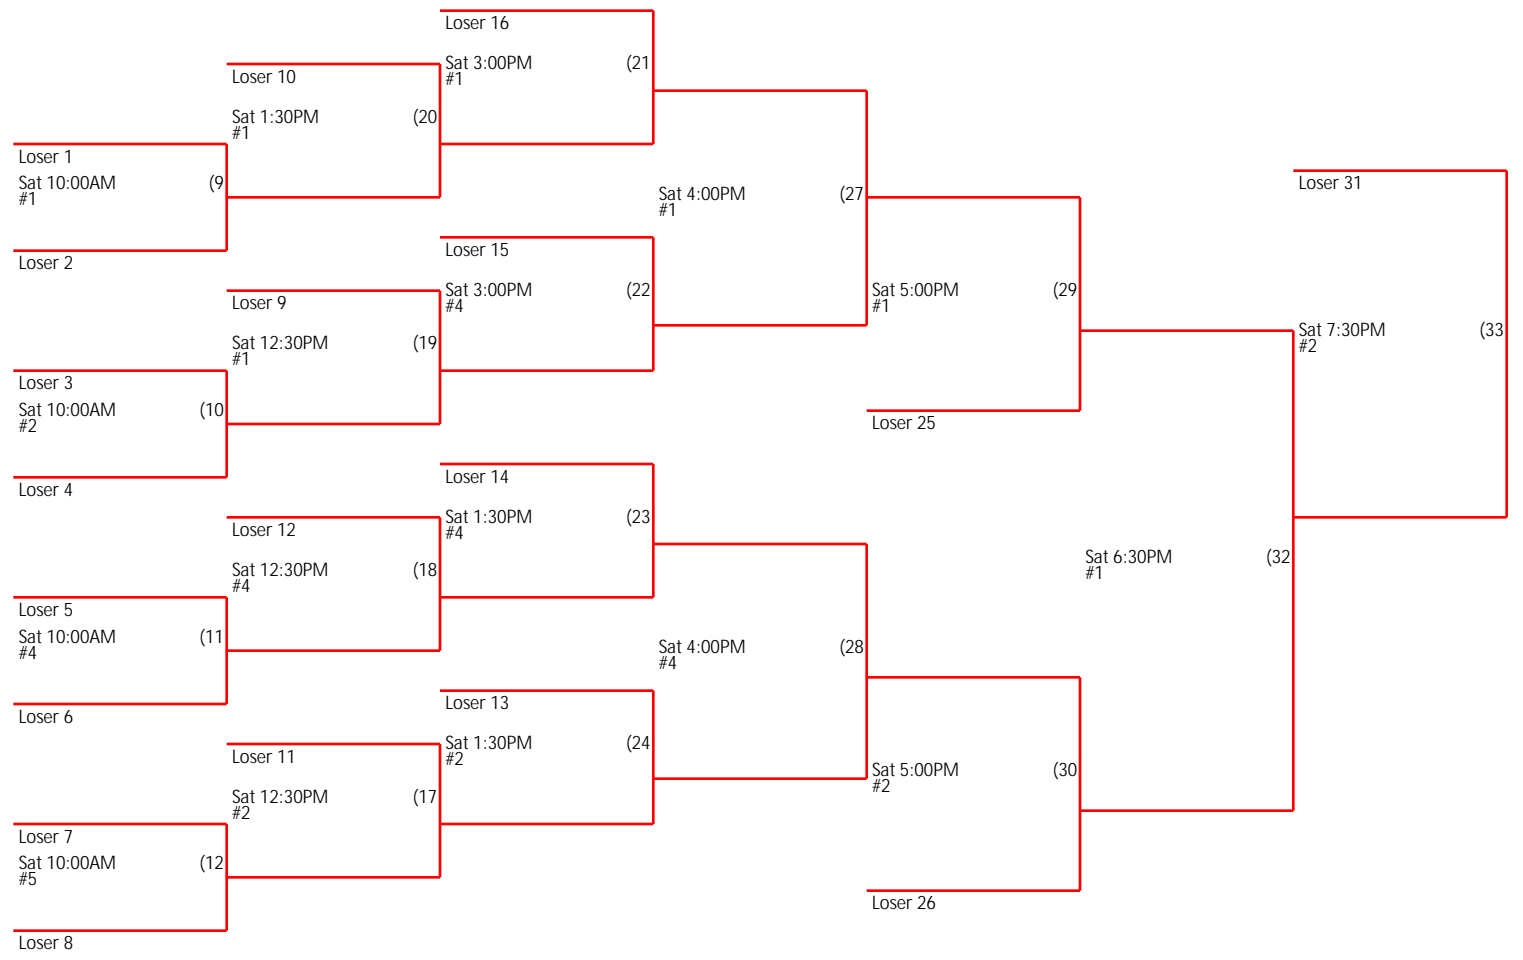 Loser 16
Sat 3:00PM (21
#1
Loser 10
Sat 1:30PM (20
#1
Loser 1
Sat 10:00AM (9
#1
Loser 2
Sat 4:00PM (27
#1
Loser 31
Loser 15
Sat 3:00PM (22
#4
Loser 9
Sat 12:30PM (19
#1
Loser 3
Sat 10:00AM (10
#2
Loser 4
Sat 5:00PM (29
#1
Loser 25
Sat 7:30PM (33
#2
Loser 14
Sat 1:30PM (23
#4
Loser 12
Sat 12:30PM (18
#4
Loser 5
Sat 10:00AM (11
#4
Loser 6
Sat 4:00PM (28
#4
Sat 6:30PM (32
#1
Loser 13
Sat 1:30PM (24
#2
Loser 11
Sat 12:30PM (17
#2
Loser 7
Sat 10:00AM (12
#5
Loser 8
Sat 5:00PM (30
#2
Loser 26